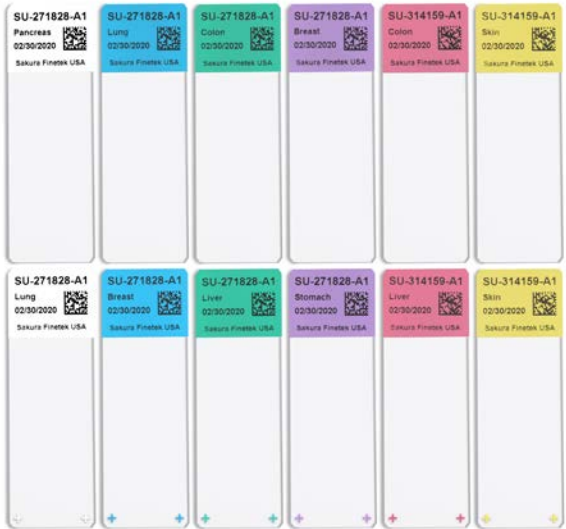 SU-271828-A1
Pancreas
02/30/2020
Sakura Finetek USA
SU-271828-A1
Lung
02/30/2020
Sakura Finetek USA
SU-271828-A1
Colon
02/30/2020
Sakura Finetek USA
SU-271828-A1
Breast
02/30/2020
Sakura Finetek USA
SU-314159-A1
Colon
02/30/2020
Sakura Finetek USA
SU-314159-A1
Skin
02/30/2020
Sakura Finetek USA
SU-271828-A1
Lung
02/30/2020
Sakura Finetek USA
SU-271828-A1
Breast
02/30/2020
Sakura Finetek USA
SU-271828-A1
Liver
02/30/2020
Sakura Finetek USA
SU-271828-A1
Stomach
02/30/2020
Sakura Finetek USA
SU-314159-A1
Liver
02/30/2020
Sakura Finetek USA
SU-314159-A1
Skin
02/30/2020
Sakura Finetek USA